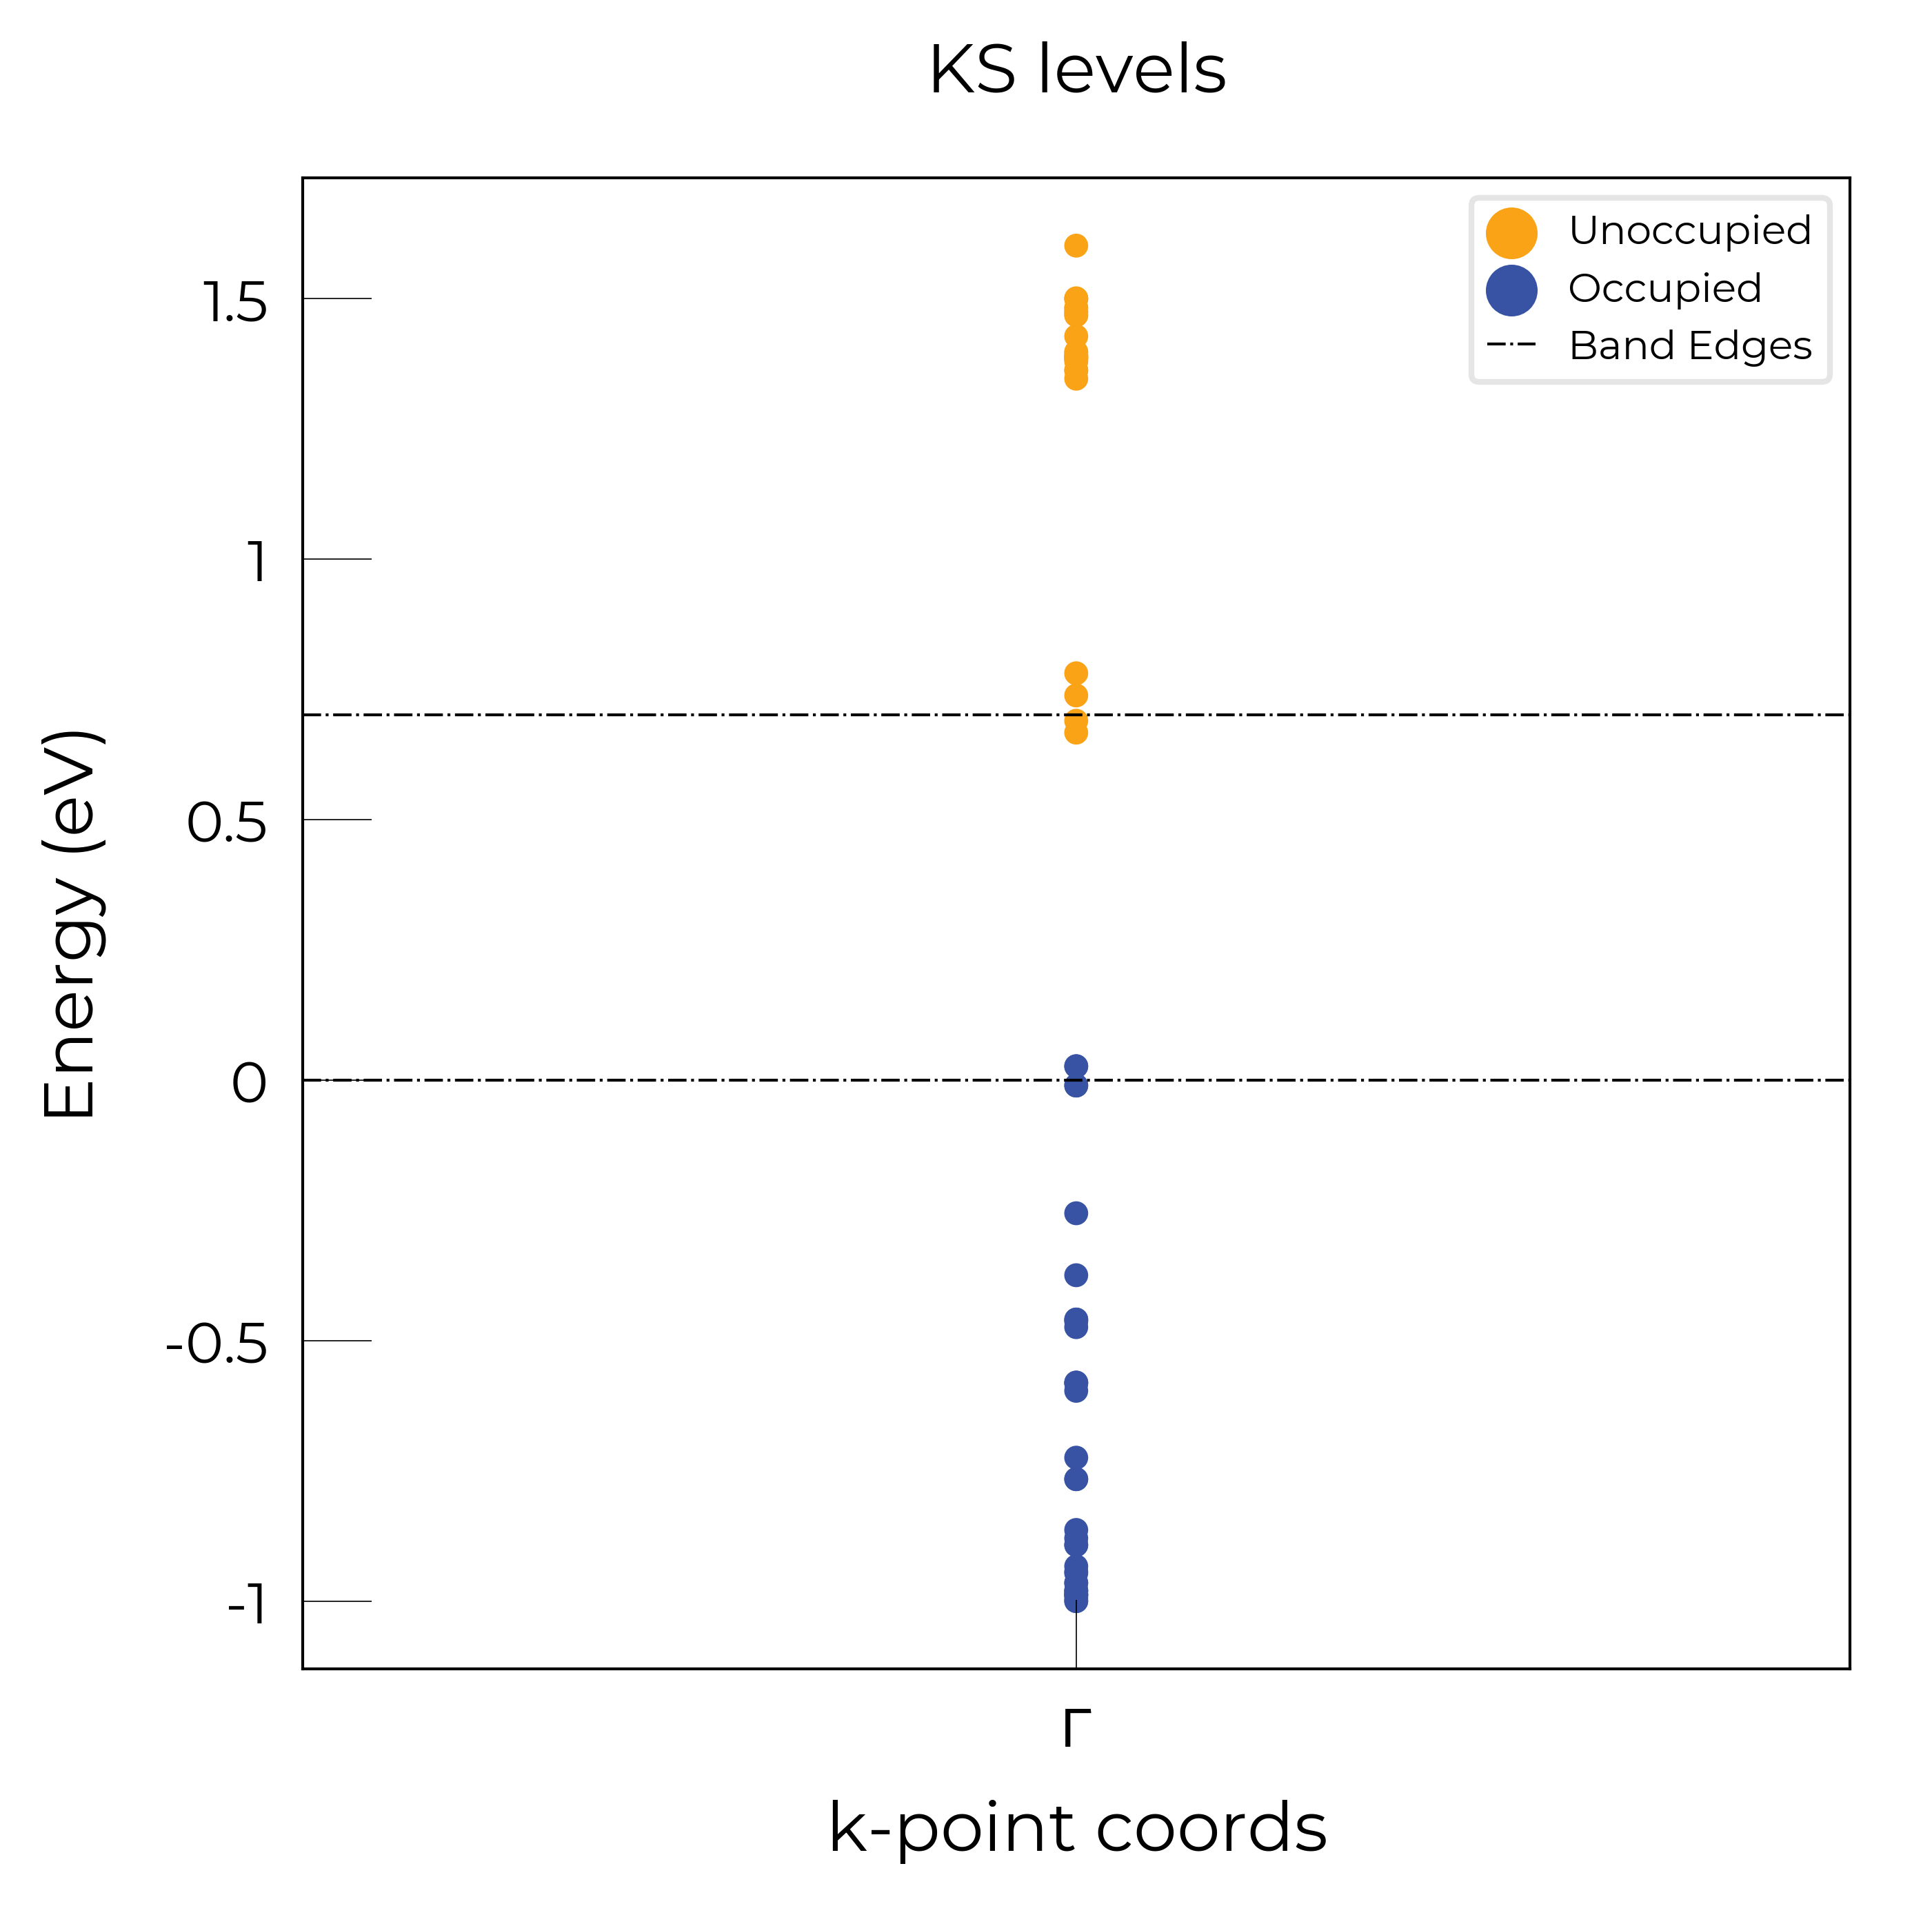 KS levels
Unoccupied
Occupied
Band Edges
1.5
1
0.5
0
-0.5
-1
Energy (eV)
Γ
k-point coords